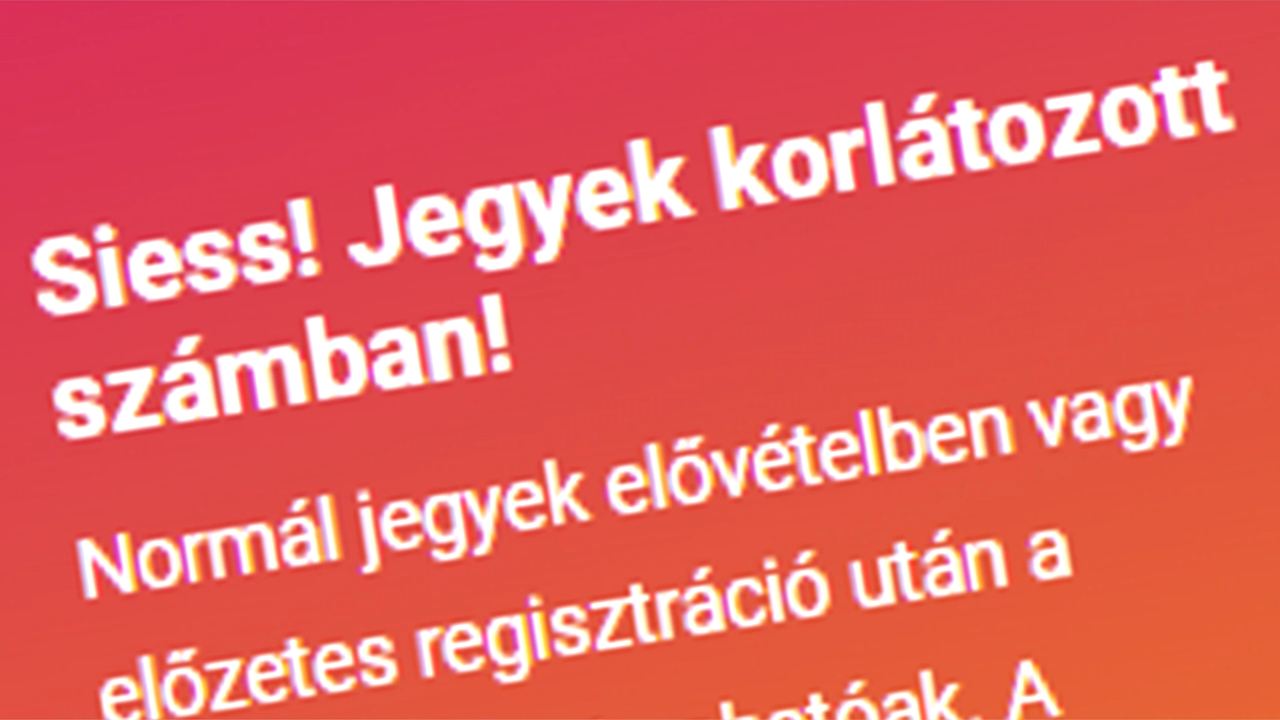 Siess! Jegyek korlátozott
számban!
Normál jegyek elővételben vagy
előzetes regisztráció után a
A